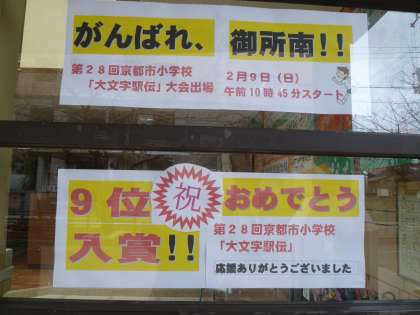 がんばれ、御所南!!
第28回京都市小学校
「大文字駅伝」大会出場
2月9日（日）
午前10時45分スタート
9位
入賞!!
祝
おめでとう
第28回京都市小学校
「大文字駅伝」
応援ありがとうございました